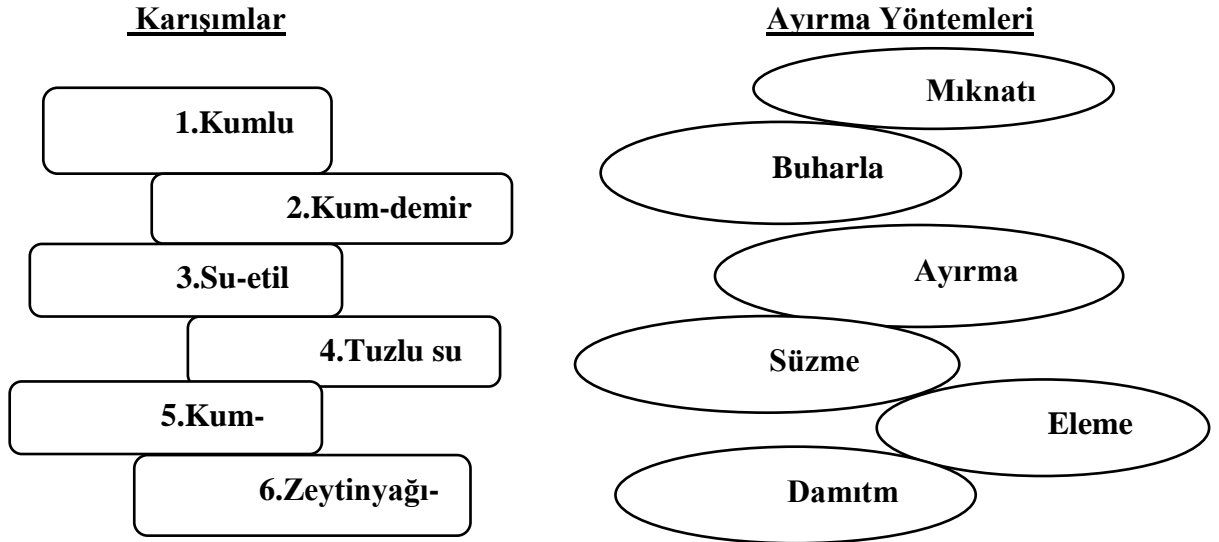 Karışımlar
1.Kumlu
2.Kum-demir
3.Su-etil
4.Tuzlu su
5.Kum-
6.Zeytinyağı-
Ayırma Yöntemleri
Mıknatı
Buharla
Ayırma
Süzme
Eleme
Damıtm